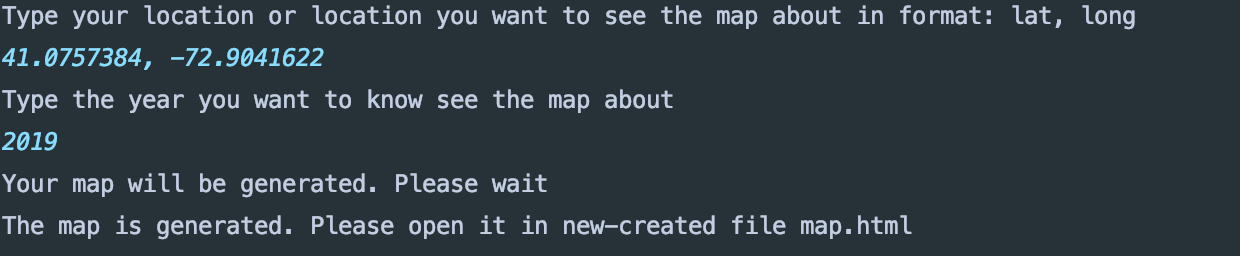 Type your location or location you want to see the map about in format: lat, long
41.0757384, -72.9041622
Type the year you want to know see the map about
2019
Your map will be generated. Please wait
The map is generated. Please open it in new-created file map.html